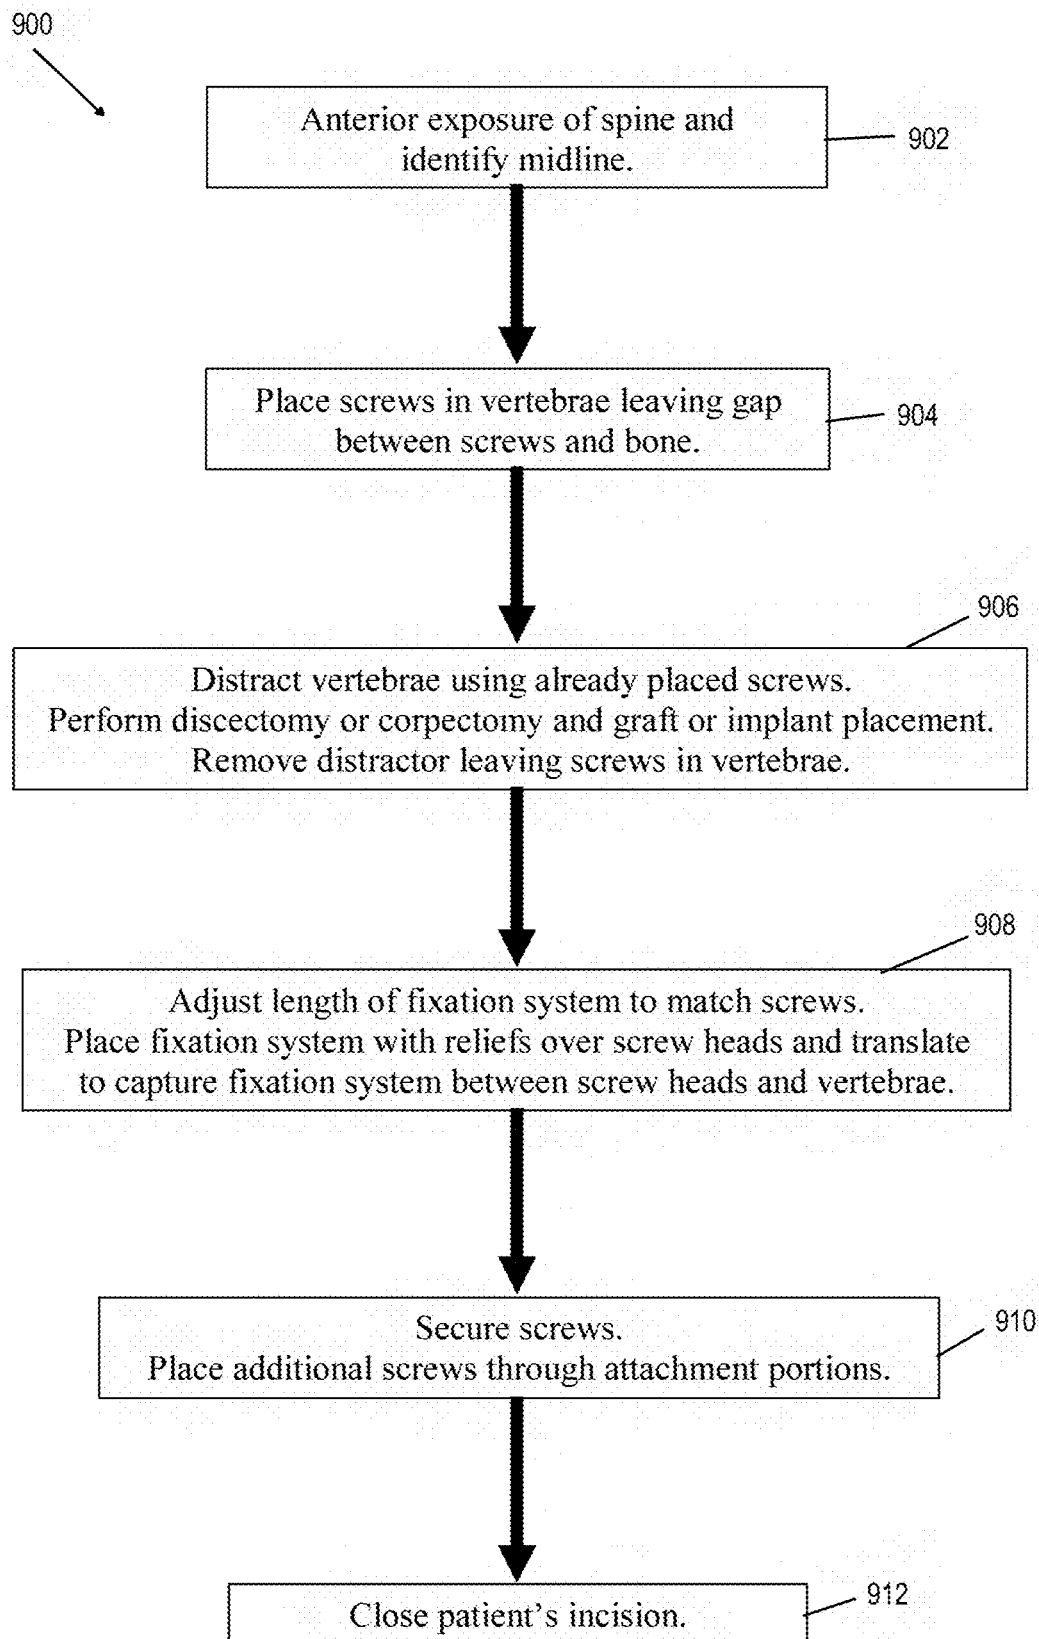 900
Anterior exposure of spine and
identify midline.
902
Place screws in vertebrae leaving gap
between screws and bone.
904
906
Distract vertebrae using already placed screws.
Perform discectomy or corpectomy and graft or implant placement.
Remove distractor leaving screws in vertebrae.
908
Adjust length of fixation system to match screws.
Place fixation system with reliefs over screw heads and translate
to capture fixation system between screw heads and vertebrae.
Secure screws.
Place additional screws through attachment portions.
910
Close patient's incision.
912